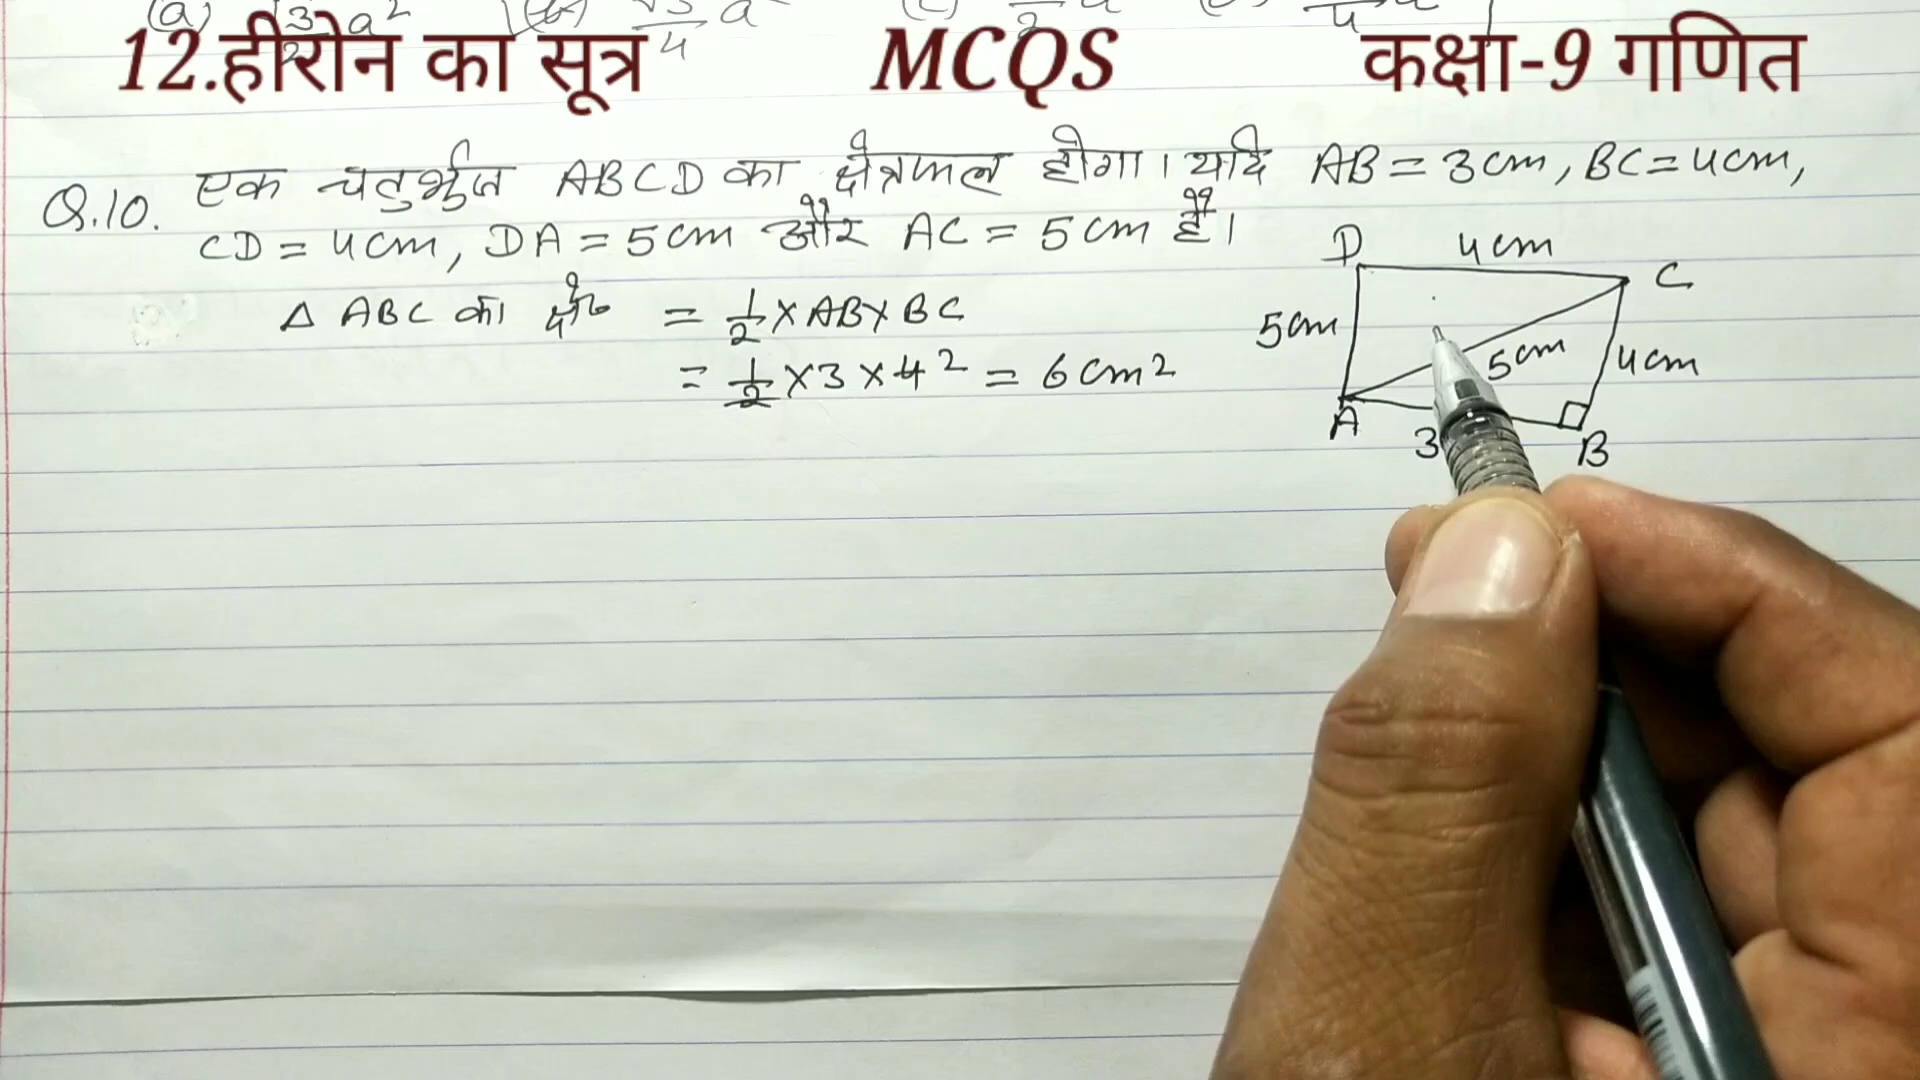 12.हीरोन का सूत्र MCQS कक्षा-9 गणित
Q.10. एक चतुर्भुज ABCD का क्षेत्रफल होगा। यदि AB = 3cm, BC = 4cm,
CD = 4cm, DA = 5cm और AC = 5cm है।
Δ ABC का क्षे० = 1/2 × AB × BC
= 1/2 × 3 × 4 2 = 6cm²
D 4cm C
5cm 5cm 4cm
A 3 B